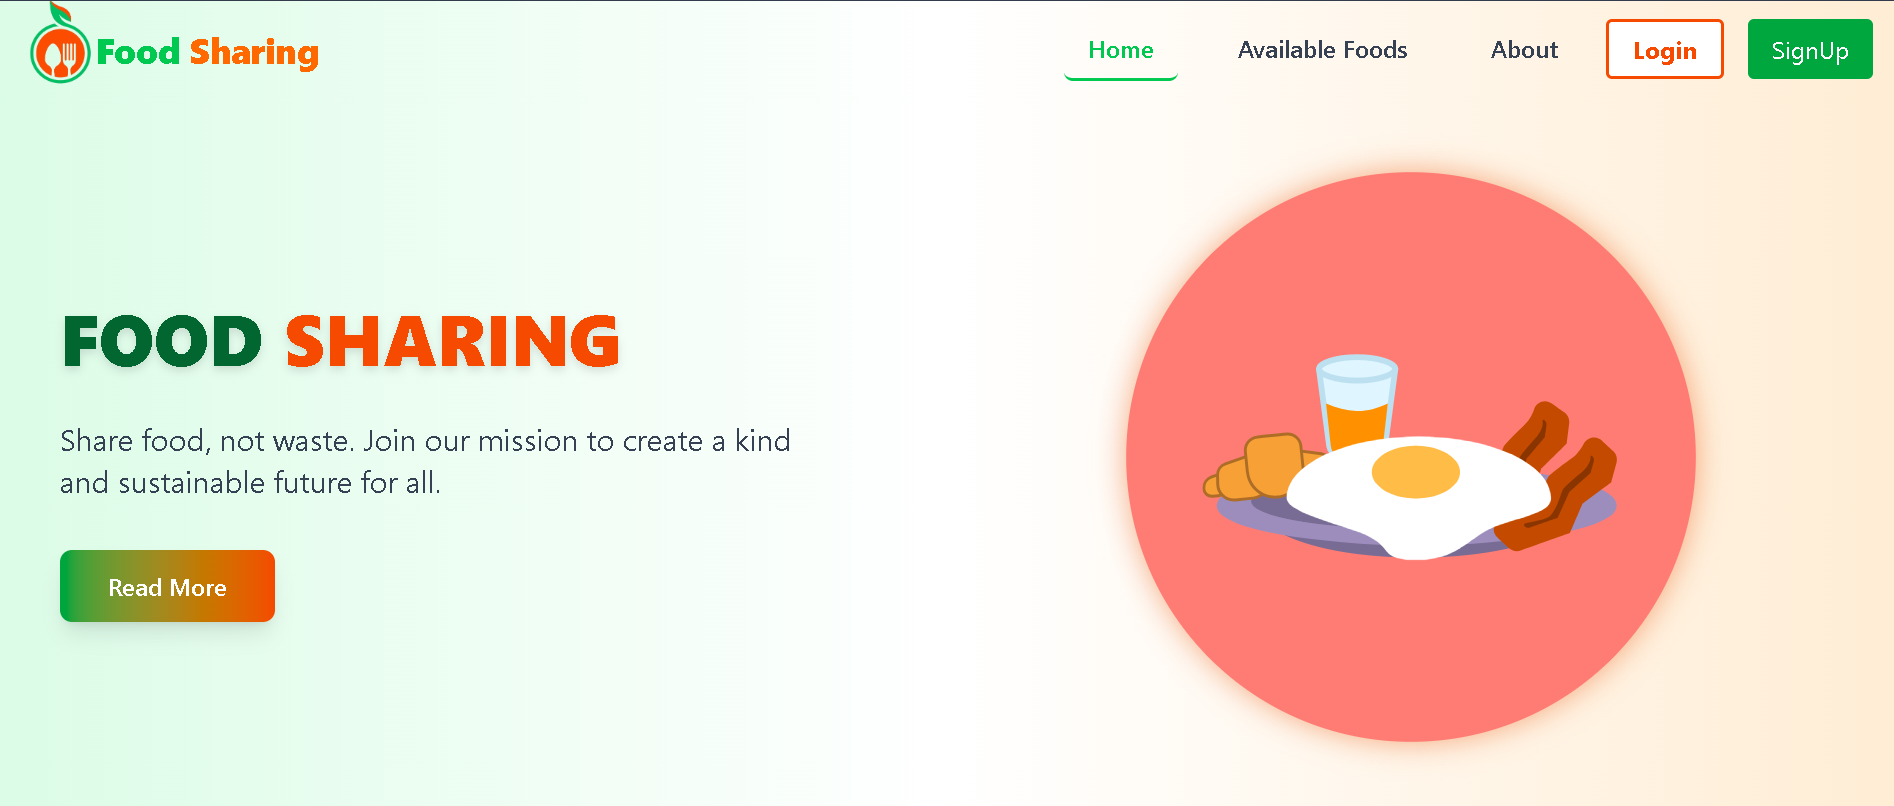 Food Sharing
Home
Available Foods
About
Login
SignUp
FOOD SHARING
Share food, not waste. Join our mission to create a kind
and sustainable future for all.
Read More